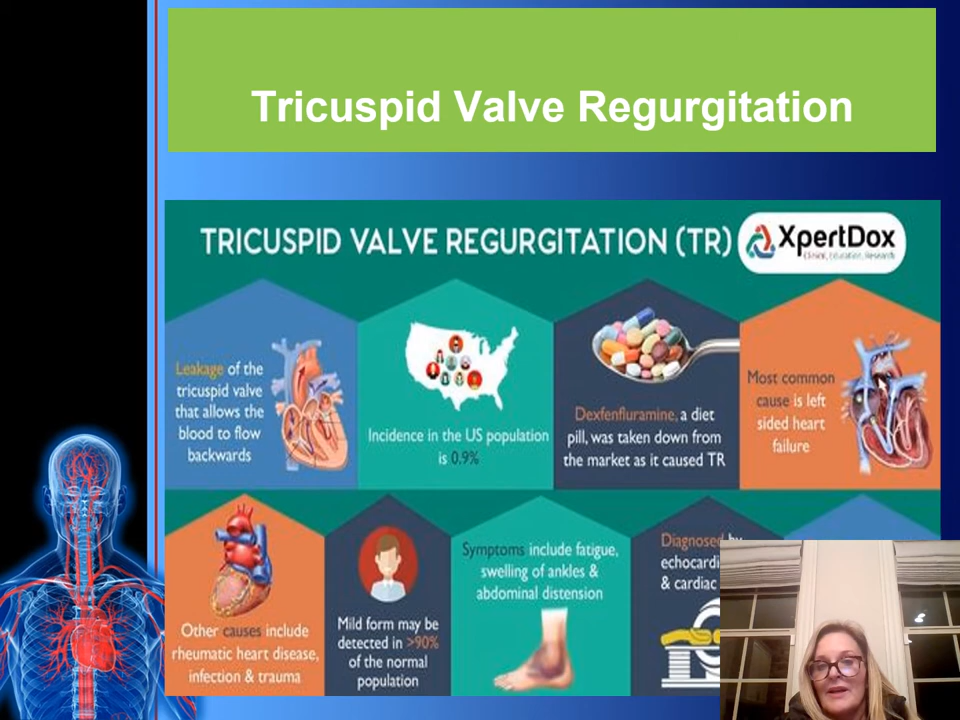 Tricuspid Valve Regurgitation
TRICUSPID VALVE REGURGITATION (TR)
XpertDox
Clinical, Education, Research
Leakage of the
tricuspid valve
that allows the
blood to flow
backwards
Incidence in the US population
is 0.9%
Dexfenfluramine, a diet
pill, was taken down from
the market as it caused TR
Most common
cause is left
sided heart
failure
Other causes include
rheumatic heart disease,
infection & trauma
Mild form may be
detected in >90%
of the normal
population
Symptoms include fatigue,
swelling of ankles &
abdominal distension
Diagnosed by
echocardi
& cardiac